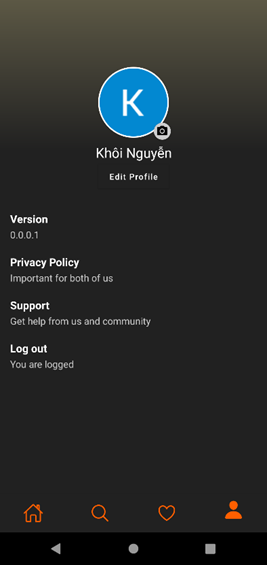 K
Khôi Nguyễn
Edit Profile
Version
0.0.0.1
Privacy Policy
Important for both of us
Support
Get help from us and community
Log out
You are logged